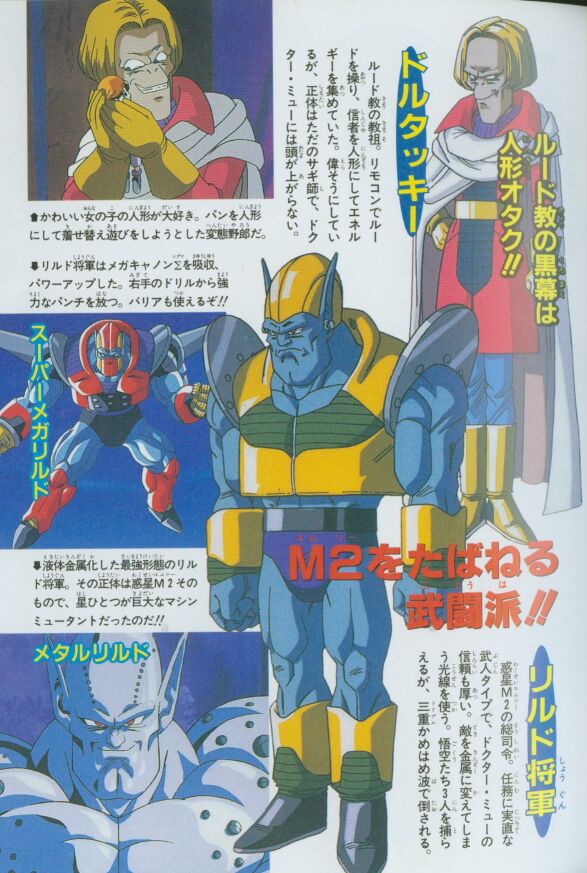 ルード教の黒幕は
人形オタク!!
ドルタッキー
ルード教の教祖。リモコンでルー
ドを操り、信者を人形にしてエネル
ギーを集めていた。偉そうにしてい
るが、正体はただのサギ師で、ドク
ター・ミューには頭が上がらない。
⬆かわいい女の子の人形が大好き。パンを人形
にして着せ替え遊びをしようとした変態野郎だ。
⬇リルド将軍はメガキャノンΣを吸収、
パワーアップした。右手のドリルから強
力なパンチを放つ。バリアも使えるぞ!!
スーパーメガリルド
M2をたばねる
武闘派!!
リルド将軍
惑星M2の総司令。任務に実直な
武人タイプで、ドクター・ミューの
信頼も厚い。敵を金属に変えてしま
う光線を使う。悟空たち3人を捕ら
えるが、三重かめはめ波で倒される。
⬇液体金属化した最強形態のリル
ド将軍。その正体は惑星M2その
もので、星ひとつが巨大なマシン
ミュータントだったのだ!!
メタルリルド